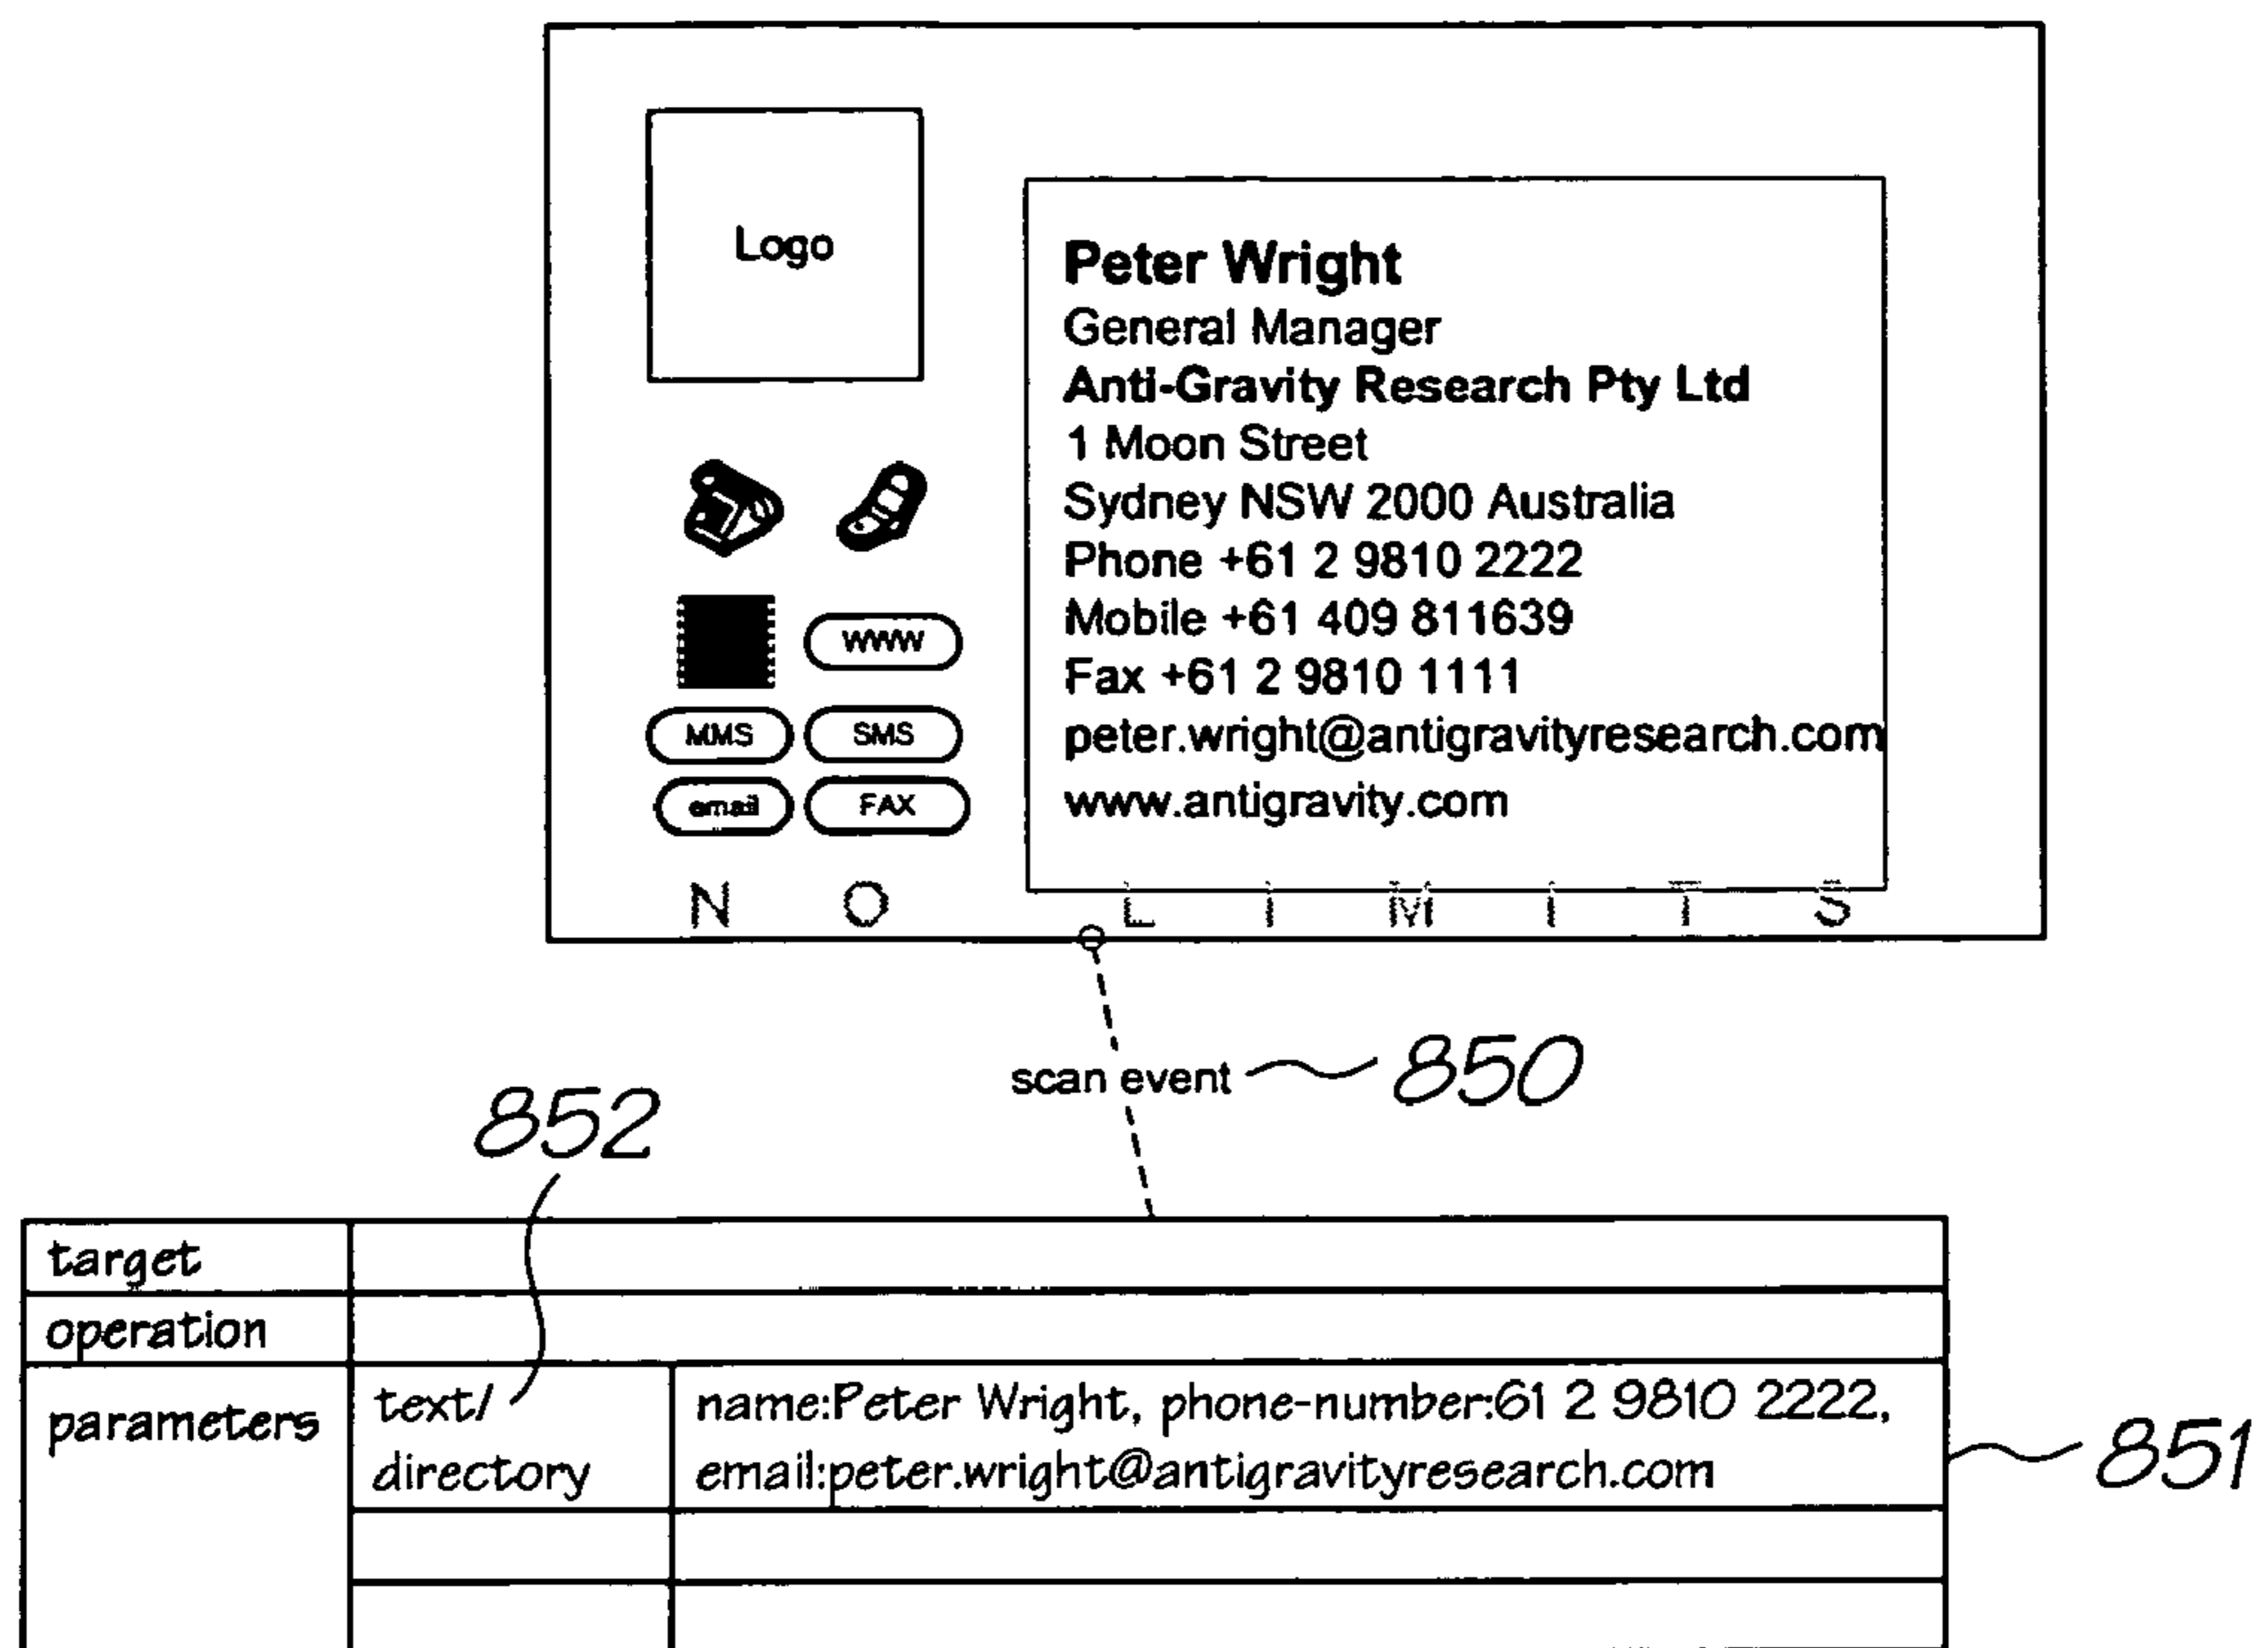 Logo
Peter Wright
General Manager
Anti-Gravity Research Pty Ltd
1 Moon Street
Sydney NSW 2000 Australia
Phone +61 2 9810 2222
Mobile +61 409 811639
Fax +61 2 9810 1111
peter.wright@antigravityresearch.com
www.antigravity.com
WWW
MMS SMS
email FAX
N O L I M I T S
scan event 850
852
target
operation
parameters
text/
directory
name:Peter Wright, phone-number:61 2 9810 2222,
email:peter.wright@antigravityresearch.com
851